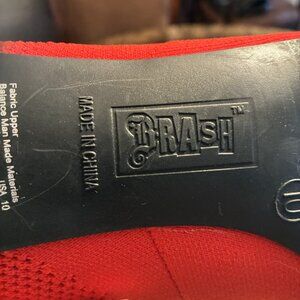 Fabric Upper
Balance Man Made Materials
USA 10
MADE IN CHINA
BRASH™
10